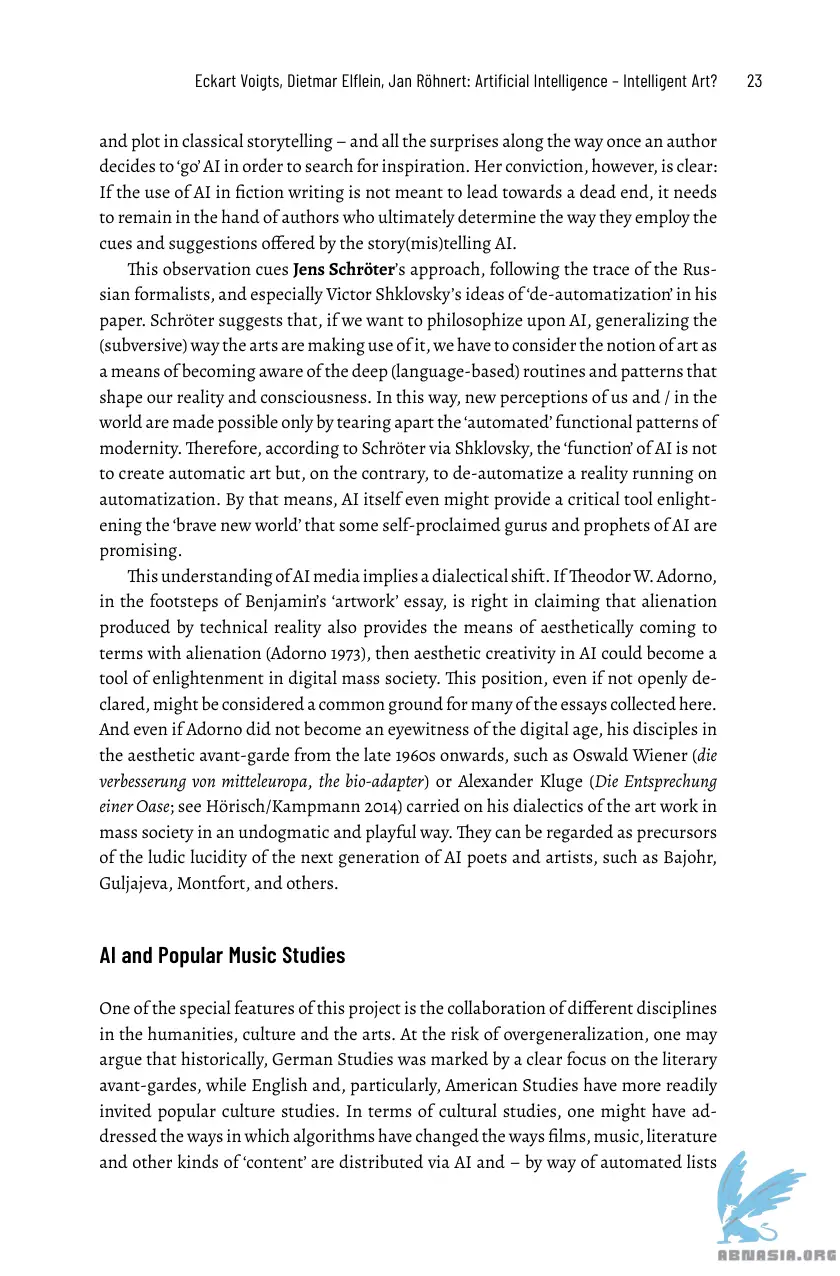 Eckart Voigts, Dietmar Elflein, Jan Röhnert: Artificial Intelligence – Intelligent Art? 23
and plot in classical storytelling – and all the surprises along the way once an author
decides to ‘go’ AI in order to search for inspiration. Her conviction, however, is clear:
If the use of AI in fiction writing is not meant to lead towards a dead end, it needs
to remain in the hand of authors who ultimately determine the way they employ the
cues and suggestions offered by the story(mis)telling AI.
This observation cues Jens Schröter’s approach, following the trace of the Rus-
sian formalists, and especially Victor Shklovsky’s ideas of ‘de-automatization’ in his
paper. Schröter suggests that, if we want to philosophize upon AI, generalizing the
(subversive) way the arts are making use of it, we have to consider the notion of art as
a means of becoming aware of the deep (language-based) routines and patterns that
shape our reality and consciousness. In this way, new perceptions of us and / in the
world are made possible only by tearing apart the ‘automated’ functional patterns of
modernity. Therefore, according to Schröter via Shklovsky, the ‘function’ of AI is not
to create automatic art but, on the contrary, to de-automatize a reality running on
automatization. By that means, AI itself even might provide a critical tool enlight-
ening the ‘brave new world’ that some self-proclaimed gurus and prophets of AI are
promising.
This understanding of AI media implies a dialectical shift. If Theodor W. Adorno,
in the footsteps of Benjamin’s ‘artwork’ essay, is right in claiming that alienation
produced by technical reality also provides the means of aesthetically coming to
terms with alienation (Adorno 1973), then aesthetic creativity in AI could become a
tool of enlightenment in digital mass society. This position, even if not openly de-
clared, might be considered a common ground for many of the essays collected here.
And even if Adorno did not become an eyewitness of the digital age, his disciples in
the aesthetic avant-garde from the late 1960s onwards, such as Oswald Wiener (die
verbesserung von mitteleuropa, the bio-adapter) or Alexander Kluge (Die Entsprechung
einer Oase; see Hörisch/Kampmann 2014) carried on his dialectics of the art work in
mass society in an undogmatic and playful way. They can be regarded as precursors
of the ludic lucidity of the next generation of AI poets and artists, such as Bajohr,
Guljajeva, Montfort, and others.
AI and Popular Music Studies
One of the special features of this project is the collaboration of different disciplines
in the humanities, culture and the arts. At the risk of overgeneralization, one may
argue that historically, German Studies was marked by a clear focus on the literary
avant-gardes, while English and, particularly, American Studies have more readily
invited popular culture studies. In terms of cultural studies, one might have ad-
dressed the ways in which algorithms have changed the ways films, music, literature
and other kinds of ‘content’ are distributed via AI and – by way of automated lists
ABNASIA.ORG